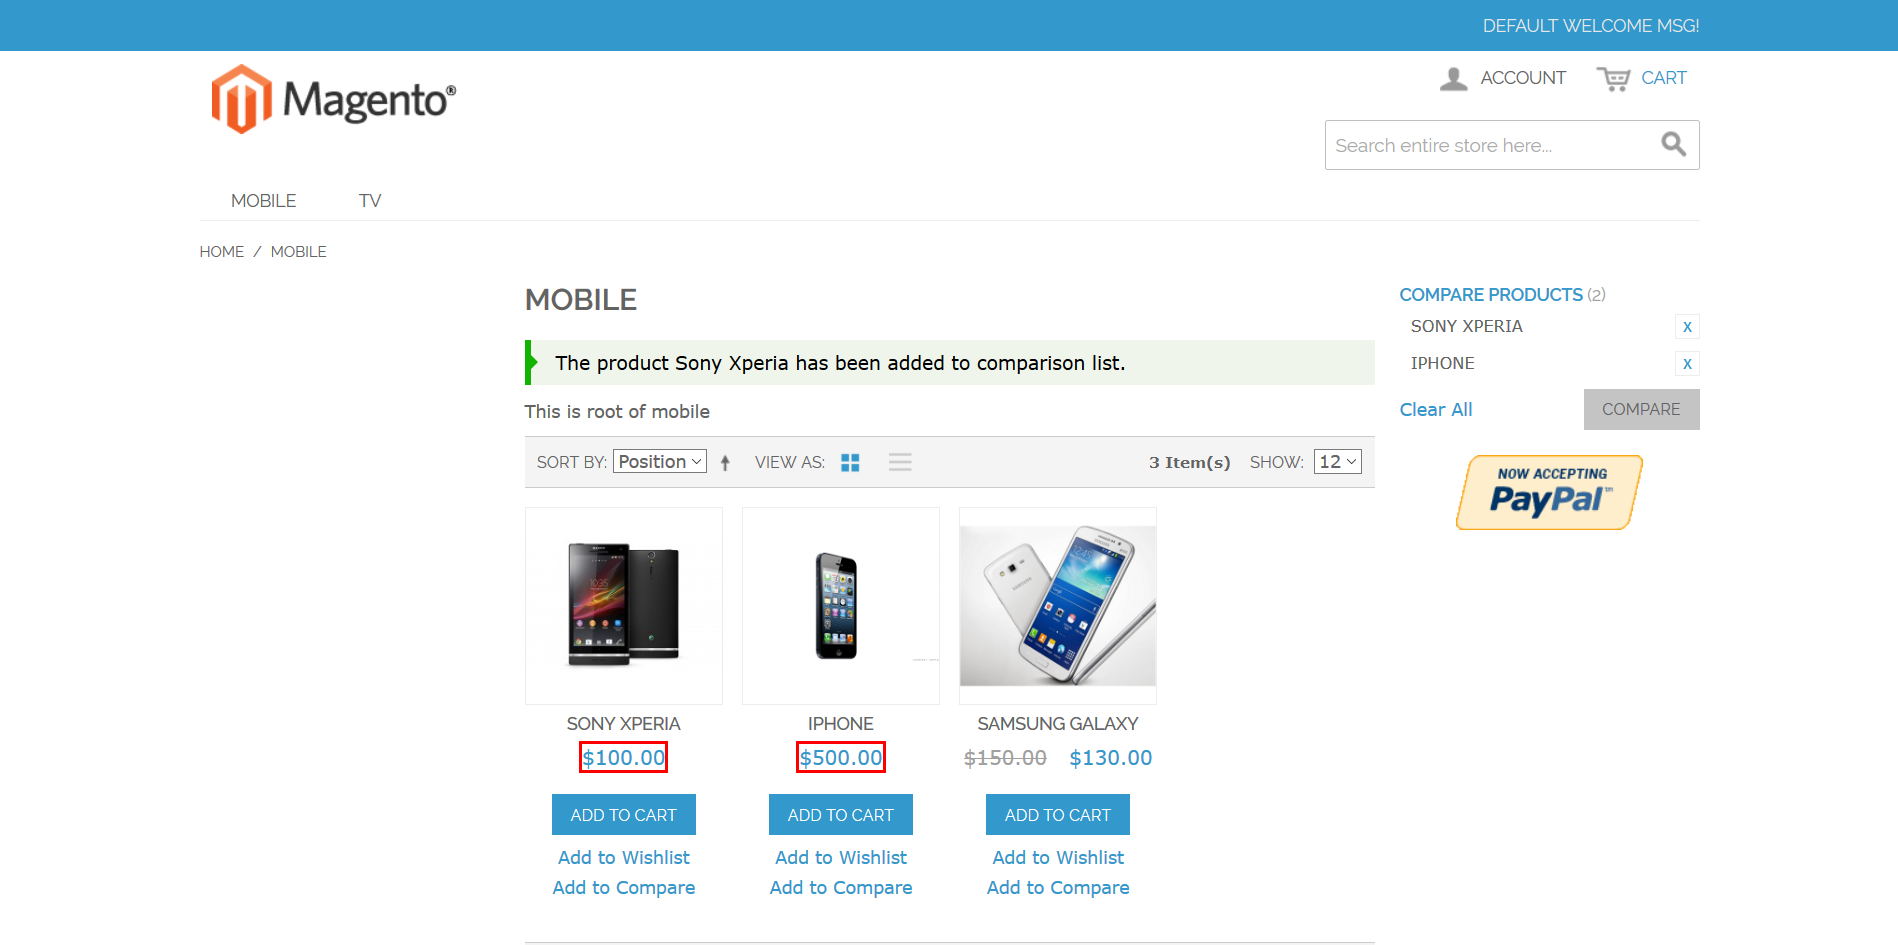 DEFAULT WELCOME MSG!
Magento®
ACCOUNT
CART
Search entire store here...
MOBILE
TV
HOME / MOBILE
MOBILE
The product Sony Xperia has been added to comparison list.
This is root of mobile
SORT BY: Position
VIEW AS:
3 Item(s)
SHOW: 12
SONY XPERIA
$100.00
ADD TO CART
Add to Wishlist
Add to Compare
IPHONE
$500.00
ADD TO CART
Add to Wishlist
Add to Compare
SAMSUNG GALAXY
$150.00 $130.00
ADD TO CART
Add to Wishlist
Add to Compare
COMPARE PRODUCTS (2)
SONY XPERIA X
IPHONE X
Clear All
COMPARE
NOW ACCEPTING
PayPal™